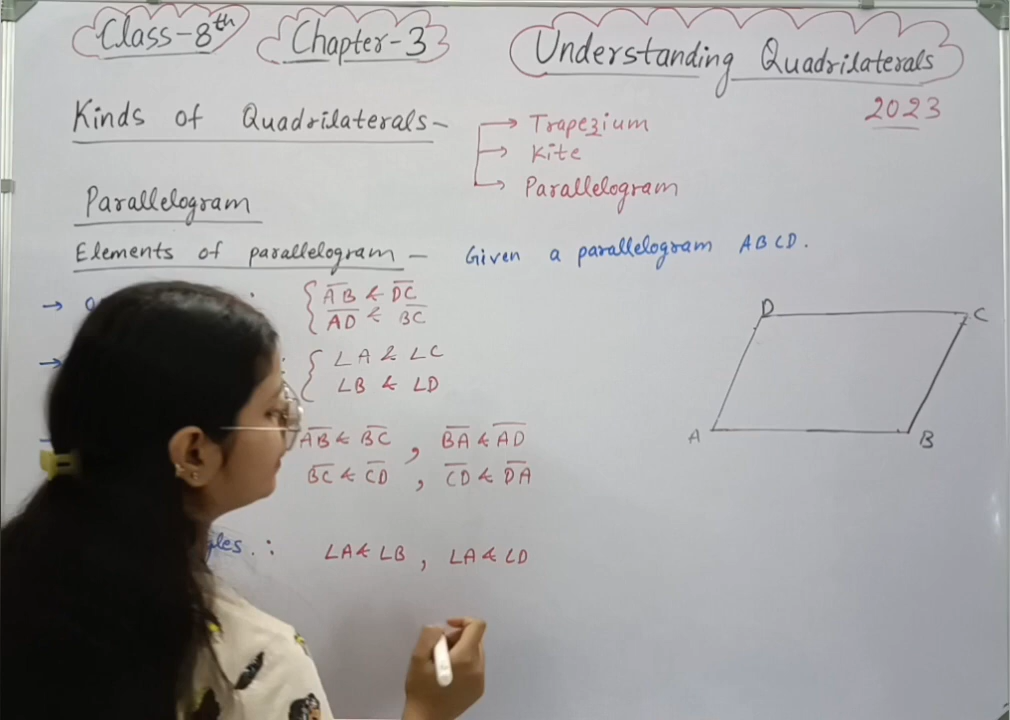 Class-8th Chapter-3 Understanding Quadrilaterals
2023
Kinds of Quadrilaterals-
→ Trapezium
→ Kite
→ Parallelogram
Parallelogram
Elements of parallelogram - Given a parallelogram ABCD.
→ : { AB & DC
AD & BC
→ : { ∠A & ∠C
∠B & ∠D
AB & BC , BA & AD
BC & CD , CD & DA
∠A & ∠B , ∠A & ∠D
D C
A B